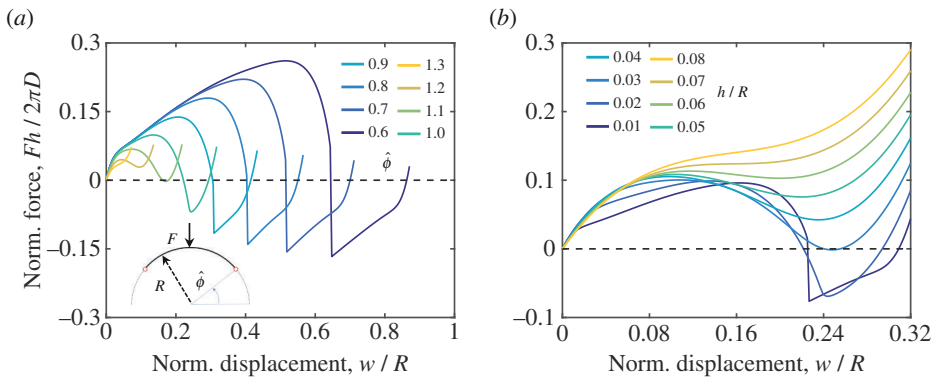 (a)
Norm. force, Fh / 2πD
0.3
0.15
0
−0.15
−0.3
0 0.2 0.4 0.6 0.8 1
Norm. displacement, w / R
0.9 1.3
0.8 1.2
0.7 1.1
0.6 1.0
ϕ̂
F
R
ϕ̂
(b)
0.3
0.2
0.1
0
−0.1
0 0.08 0.16 0.24 0.32
Norm. displacement, w / R
0.04 0.08
0.03 0.07
h / R
0.02 0.06
0.01 0.05